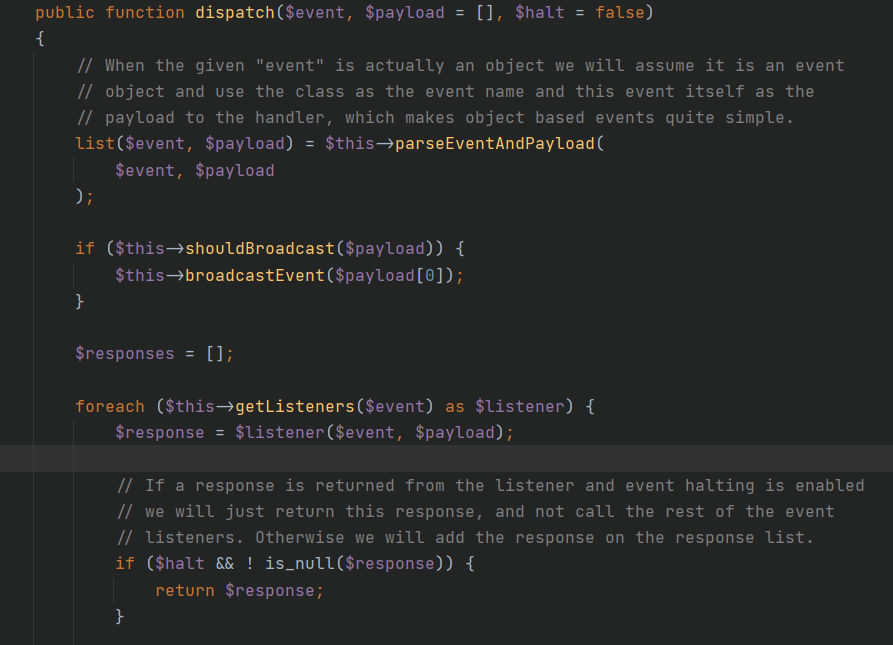 public function dispatch($event, $payload = [], $halt = false)
{
    // When the given "event" is actually an object we will assume it is an event
    // object and use the class as the event name and this event itself as the
    // payload to the handler, which makes object based events quite simple.
    list($event, $payload) = $this->parseEventAndPayload(
        $event, $payload
    );

    if ($this->shouldBroadcast($payload)) {
        $this->broadcastEvent($payload[0]);
    }

    $responses = [];

    foreach ($this->getListeners($event) as $listener) {
        $response = $listener($event, $payload);

        // If a response is returned from the listener and event halting is enabled
        // we will just return this response, and not call the rest of the event
        // listeners. Otherwise we will add the response on the response list.
        if ($halt && ! is_null($response)) {
            return $response;
        }